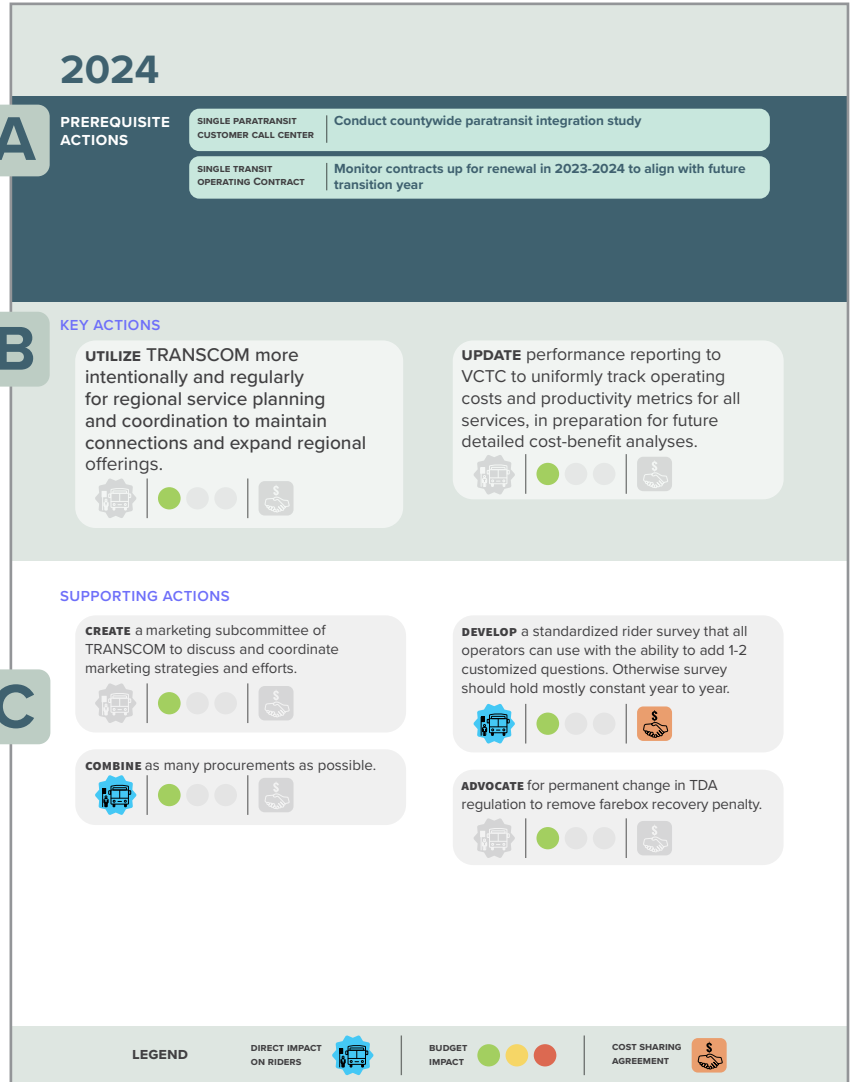 2024
A
PREREQUISITE
ACTIONS
SINGLE PARATRANSIT
CUSTOMER CALL CENTER
Conduct countywide paratransit integration study
SINGLE TRANSIT
OPERATING CONTRACT
Monitor contracts up for renewal in 2023-2024 to align with future
transition year
B
KEY ACTIONS
UTILIZE TRANSCOM more
intentionally and regularly
for regional service planning
and coordination to maintain
connections and expand regional
offerings.
$
UPDATE performance reporting to
VCTC to uniformly track operating
costs and productivity metrics for all
services, in preparation for future
detailed cost-benefit analyses.
$
C
SUPPORTING ACTIONS
CREATE a marketing subcommittee of
TRANSCOM to discuss and coordinate
marketing strategies and efforts.
$
COMBINE as many procurements as possible.
$
DEVELOP a standardized rider survey that all
operators can use with the ability to add 1-2
customized questions. Otherwise survey
should hold mostly constant year to year.
$
ADVOCATE for permanent change in TDA
regulation to remove farebox recovery penalty.
$
LEGEND
DIRECT IMPACT
ON RIDERS
BUDGET
IMPACT
COST SHARING
AGREEMENT
$